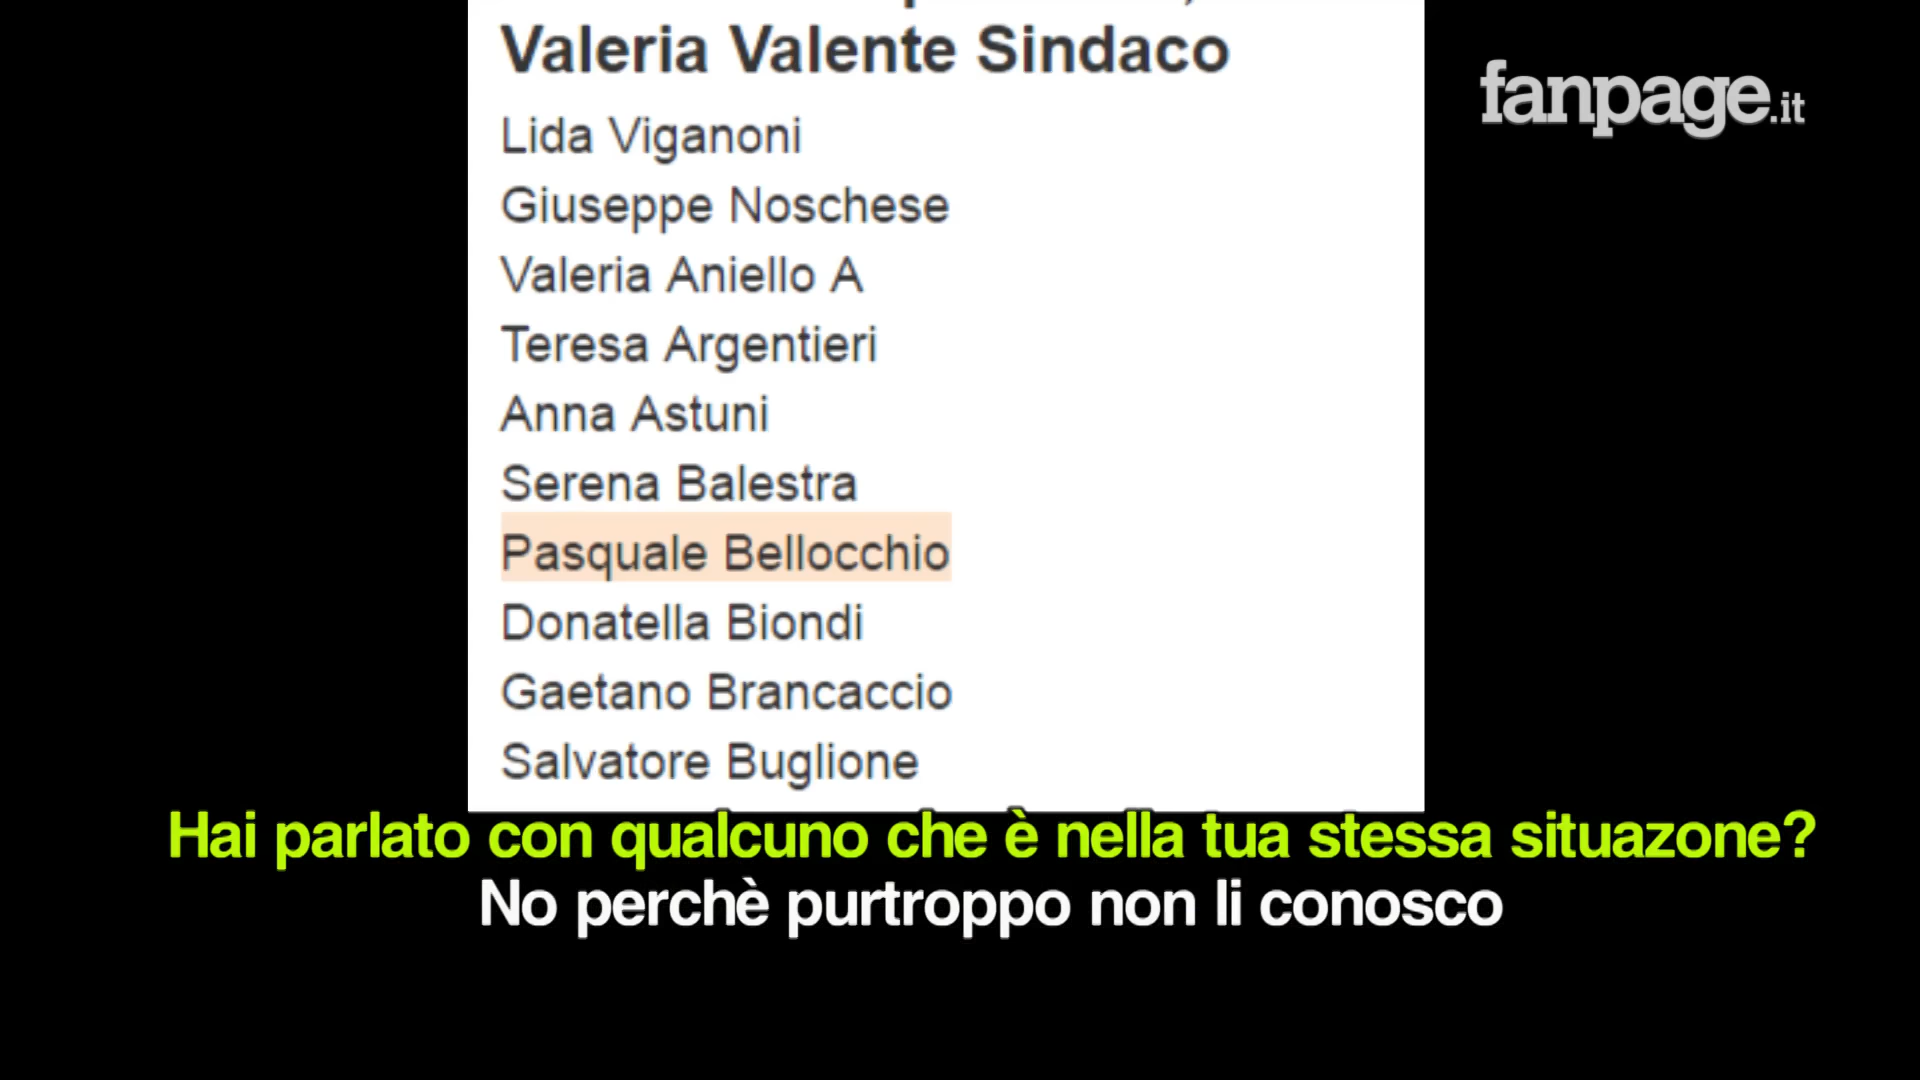 Valeria Valente Sindaco
fanpage.it
Lida Viganoni
Giuseppe Noschese
Valeria Aniello A
Teresa Argentieri
Anna Astuni
Serena Balestra
Pasquale Bellocchio
Donatella Biondi
Gaetano Brancaccio
Salvatore Buglione
Hai parlato con qualcuno che è nella tua stessa situazone?
No perchè purtroppo non li conosco